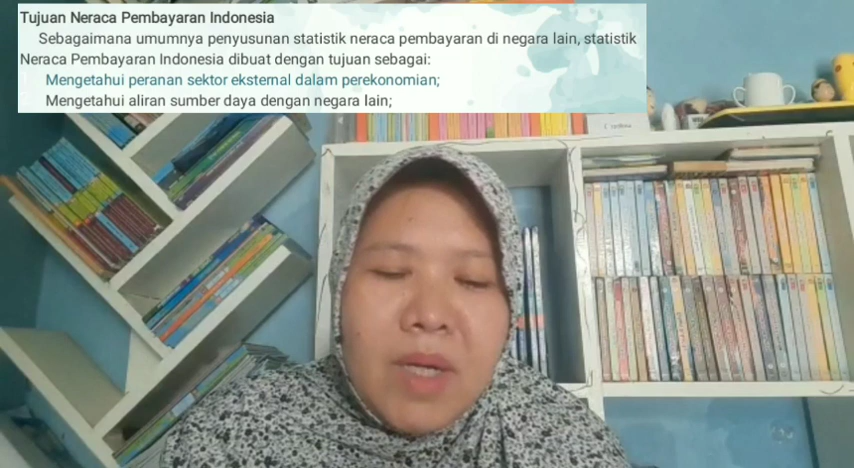 Tujuan Neraca Pembayaran Indonesia
Sebagaimana umumnya penyusunan statistik neraca pembayaran di negara lain, statistik
Neraca Pembayaran Indonesia dibuat dengan tujuan sebagai:
Mengetahui peranan sektor eksternal dalam perekonomian;
Mengetahui aliran sumber daya dengan negara lain;